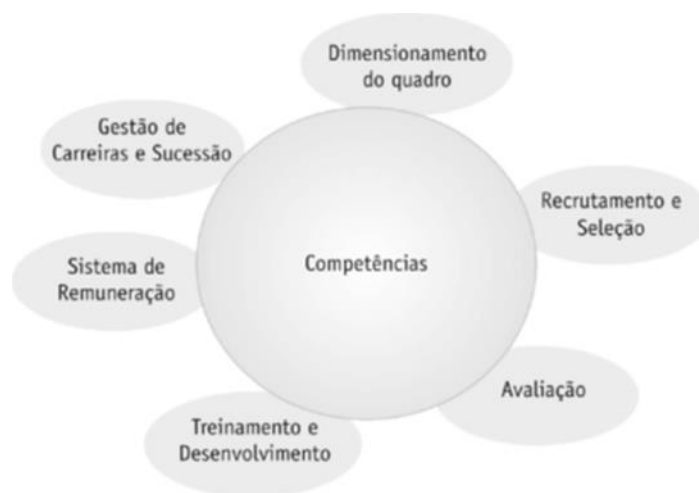 Dimensionamento
do quadro
Gestão de
Carreiras e Sucessão
Recrutamento e
Seleção
Competências
Sistema de
Remuneração
Avaliação
Treinamento e
Desenvolvimento